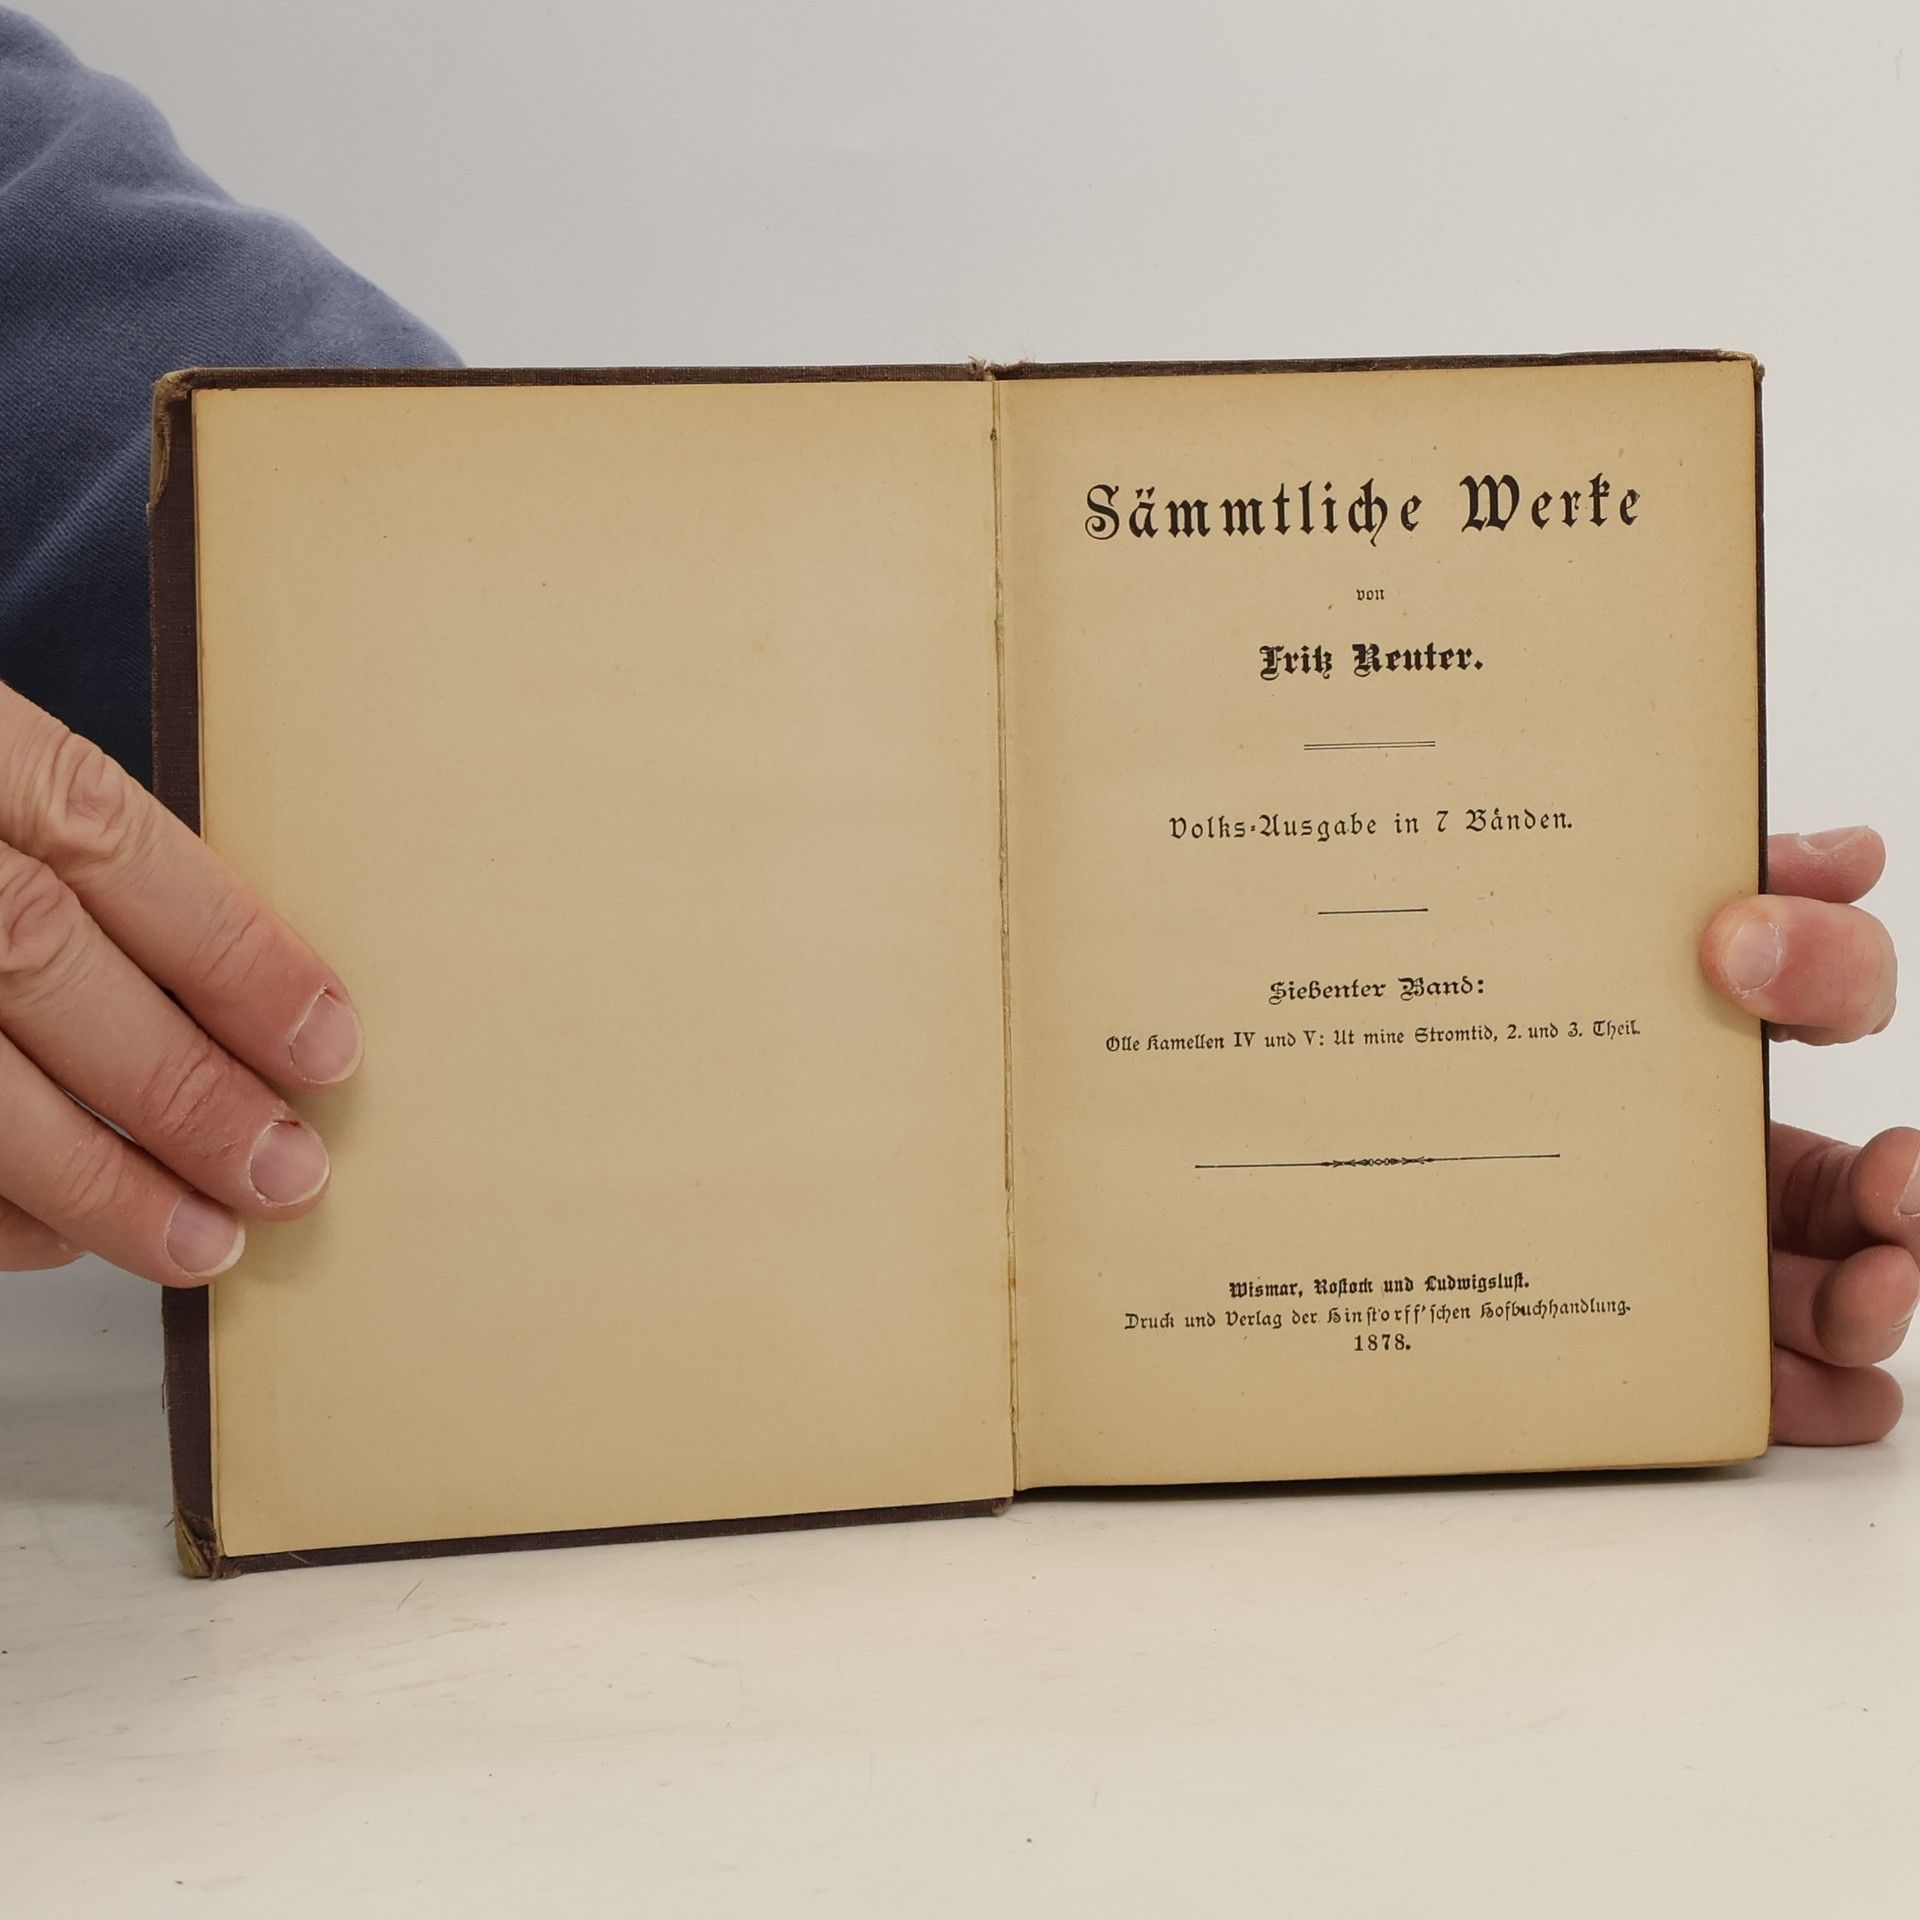 Sämmtliche Werke
von
Fritz Reuter.
Volks-Ausgabe in 7 Bänden.
Siebenter Band:
Olle Kamellen IV und V: Ut mine Stromtid, 2. und 3. Theil.
Wismar, Rostock und Ludwigslust.
Druck und Verlag der Hinstorff'schen Hofbuchhandlung.
1878.